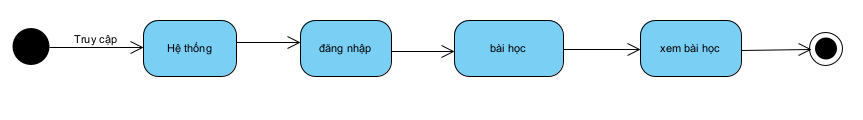 Truy cập
Hệ thống
đăng nhập
bài học
xem bài học